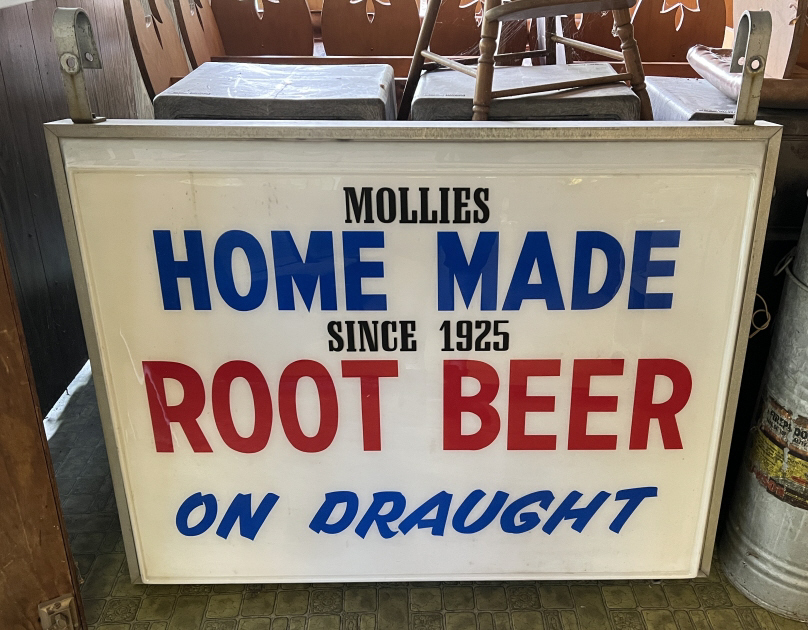 MOLLIES
HOME MADE
SINCE 1925
ROOT BEER
ON DRAUGHT